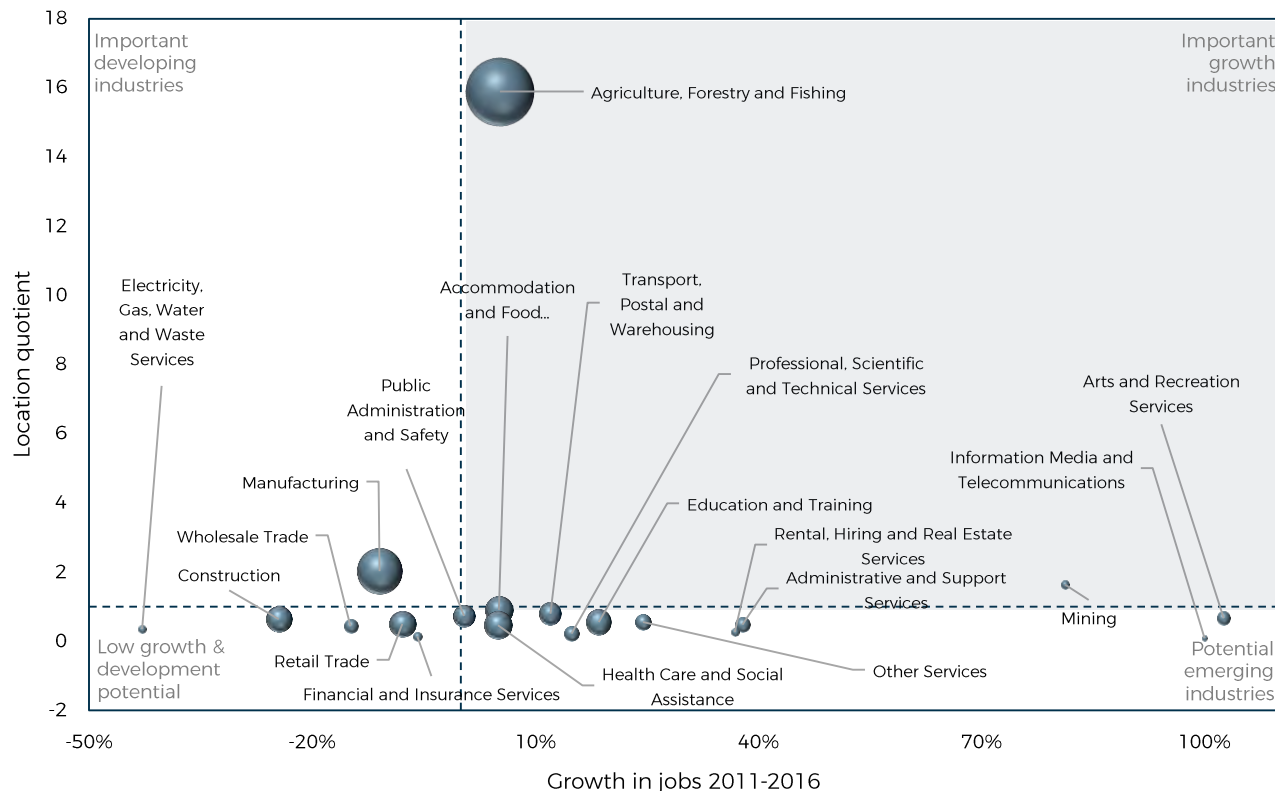 18
16
14
12
10
8
6
4
2
0
-2
Location quotient
Important
developing
industries
Important
growth
industries
Agriculture, Forestry and Fishing
Electricity,
Gas, Water
and Waste
Services
Accommodation
and Food...
Transport,
Postal and
Warehousing
Public
Administration
and Safety
Professional, Scientific
and Technical Services
Arts and Recreation
Services
Information Media and
Telecommunications
Manufacturing
Education and Training
Wholesale Trade
Rental, Hiring and Real Estate
Services
Construction
Administrative and Support
Services
Mining
Low growth &
development
potential
Retail Trade
Financial and Insurance Services
Health Care and Social
Assistance
Other Services
Potential
emerging
industries
-50%
-20%
10%
40%
70%
100%
Growth in jobs 2011-2016